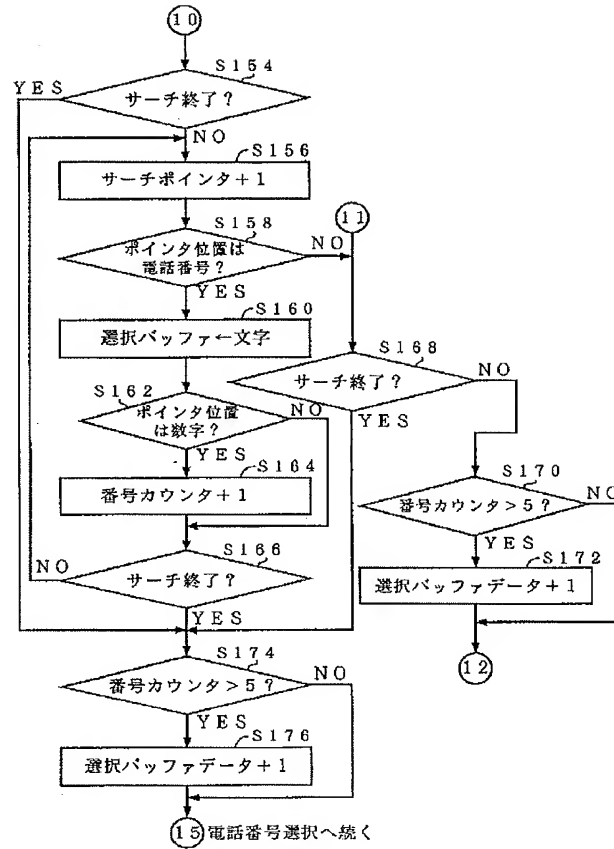 10
S154
YES
サーチ終了?
NO
S156
サーチポインタ+1
S158
11
ポインタ位置は
電話番号?
NO
YES
S160
選択バッファ←文字
S168
サーチ終了?
NO
YES
S162
ポインタ位置
は数字?
NO
YES
S164
番号カウンタ+1
S170
番号カウンタ>5?
NO
YES
S166
NO
サーチ終了?
YES
S172
選択バッファデータ+1
12
S174
番号カウンタ>5?
NO
YES
S176
選択バッファデータ+1
15 電話番号選択へ続く